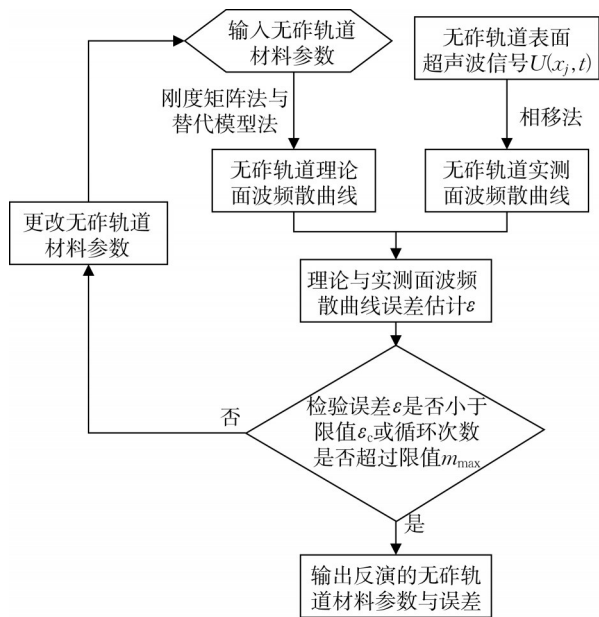 输入无砟轨道
材料参数
无砟轨道表面
超声波信号U(xj,t)
刚度矩阵法与
替代模型法
相移法
无砟轨道理论
面波频散曲线
无砟轨道实测
面波频散曲线
更改无砟轨道
材料参数
理论与实测面波频
散曲线误差估计ε
否
检验误差ε是否小于
限值εc或循环次数
是否超过限值mmax
是
输出反演的无砟轨
道材料参数与误差